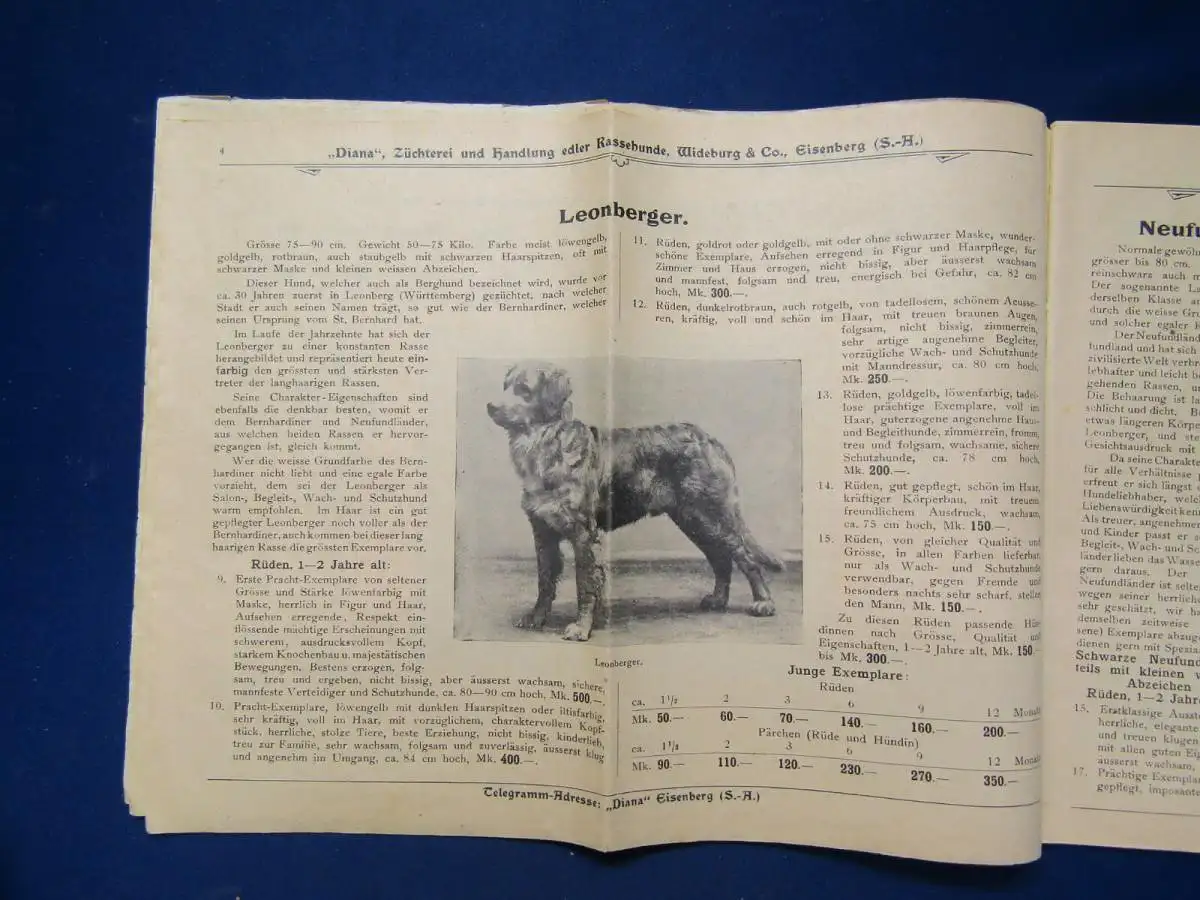 4
„Diana“, Züchterei und Handlung edler Rassehunde, Wideburg & Co., Eisenberg (S.-A.)
Leonberger.
Grösse 75—90 cm. Gewicht 50—75 Kilo. Farbe meist löwengelb,
goldgelb, rotbraun, auch staubgelb mit schwarzen Haarspitzen, oft mit
schwarzer Maske und kleinen weissen Abzeichen.
Dieser Hund, welcher auch als Berghund bezeichnet wird, wurde vor
ca. 30 Jahren zuerst in Leonberg (Württemberg) gezüchtet, nach welcher
Stadt er auch seinen Namen trägt, so gut wie der Bernhardiner, welcher
seinen Ursprung vom St. Bernhard hat.
Im Laufe der Jahrzehnte hat sich der
Leonberger zu einer konstanten Rasse
herangebildet und repräsentiert heute ein-
farbig den grössten und stärksten Ver-
treter der langhaarigen Rassen.
Seine Charakter-Eigenschaften sind
ebenfalls die denkbar besten, womit er
dem Bernhardiner und Neufundländer,
aus welchen beiden Rassen er hervor-
gegangen ist, gleich kommt.
Wer die weisse Grundfarbe des Bern-
hardiner nicht liebt und eine egale Farbe
vorzieht, dem sei der Leonberger als
Salon-, Begleit-, Wach- und Schutzhund
warm empfohlen. Im Haar ist ein gut
gepflegter Leonberger noch voller als der
Bernhardiner, auch kommen bei dieser lang
haarigen Rasse die grössten Exemplare vor.
Rüden, 1—2 Jahre alt:
9. Erste Pracht-Exemplare von seltener
Grösse und Stärke löwenfarbig mit
Maske, herrlich in Figur und Haar,
Aufsehen erregende, Respekt ein-
flössende mächtige Erscheinungen mit
schwerem, ausdrucksvollem Kopf,
starkem Knochenbau u. majestätischen
Bewegungen. Bestens erzogen, folg-
sam, treu und ergeben, nicht bissig, aber äusserst wachsam, sichere,
mannfeste Verteidiger und Schutzhunde, ca. 80—90 cm hoch, Mk. 500.—.
10. Pracht-Exemplare, löwengelb mit dunklen Haarspitzen oder iltisfarbig,
sehr kräftig, voll im Haar, mit vorzüglichem, charaktervollem Kopf-
stück, herrliche, stolze Tiere, beste Erziehung, nicht bissig, kinderlieb,
treu zur Familie, sehr wachsam, folgsam und zuverlässig, äusserst klug
und angenehm im Umgang, ca. 84 cm hoch, Mk. 400.—.
Leonberger.
11. Rüden, goldrot oder goldgelb, mit oder ohne schwarzer Maske, wunder-
schöne Exemplare, Aufsehen erregend in Figur und Haarpflege, für
Zimmer und Haus erzogen, nicht bissig, aber äusserst wachsam
und mannfest, folgsam und treu, energisch bei Gefahr, ca. 82 cm
hoch, Mk. 300.—.
12. Rüden, dunkelrotbraun, auch rotgelb, von tadellosem, schönem Aeusse-
ren, kräftig, voll und schön im Haar, mit treuen braunen Augen,
folgsam, nicht bissig, zimmerrein,
sehr artige angenehme Begleiter,
vorzügliche Wach- und Schutzhunde
mit Manndressur, ca. 80 cm hoch,
Mk. 250.—.
13. Rüden, goldgelb, löwenfarbig, tadel-
lose prächtige Exemplare, voll im
Haar, guterzogene angenehme Haus-
und Begleithunde, zimmerrein, fromm,
treu und folgsam, wachsame, sichere
Schutzhunde, ca. 78 cm hoch,
Mk. 200.—.
14. Rüden, gut gepflegt, schön im Haar,
kräftiger Körperbau, mit treuem,
freundlichem Ausdruck, wachsam,
ca. 75 cm hoch, Mk. 150.—.
15. Rüden, von gleicher Qualität und
Grösse, in allen Farben lieferbar,
nur als Wach- und Schutzhunde
verwendbar, gegen Fremde und
besonders nachts sehr scharf, stellen
den Mann, Mk. 150.—.
Zu diesen Rüden passende Hün-
dinnen nach Grösse, Qualität und
Eigenschaften, 1—2 Jahre alt, Mk. 150.—
bis Mk. 300.—.
Junge Exemplare:
Rüden
ca. 1½ 2 3 6 9 12 Monate
Mk. 50.— 60.— 70.— 140.— 160.— 200.—
Pärchen (Rüde und Hündin)
ca. 1½ 2 3 6 9 12 Monate
Mk. 90.— 110.— 120.— 230.— 270.— 350.—
Telegramm-Adresse: „Diana“ Eisenberg (S.-A.)
Neufu
Normale gewöhn
grösser bis 80 cm.
reinschwarz auch m
Der sogenannte La
derselben Klasse a
durch die weisse Gru
und solcher egaler
Der Neufundländ
fundland und hat sich
zivilisierte Welt verbr
lebhafter und leicht be
gehenden Rassen, un
Die Behaarung ist la
schlicht und dicht. B
etwas längeren Körpe
Leonberger, und ste
Gesichtsausdruck mit
Da seine Charakter
für alle Verhältnisse
erfreut er sich längst
Hundeliebhaber, welc
Liebenswürdigkeit kenn
Als treuer, angenehmer
und Kinder passt er s
Begleit-, Wach- und Sch
länder lieben das Wasse
gern daraus. Der
Neufundländer ist selten
wegen seiner herrliche
sehr geschätzt, wir ha
demselben zeitweise
sene) Exemplare abzug
dienen gern mit Spezia
Schwarze Neufund
teils mit kleinen w
Abzeichen
Rüden, 1—2 Jahre
15. Erstklassige Aussta
herrliche, elegante
und treuen klugen
mit allen guten Eig
äusserst wachsam,
17. Prächtige Exemplar
gepflegt, imposante